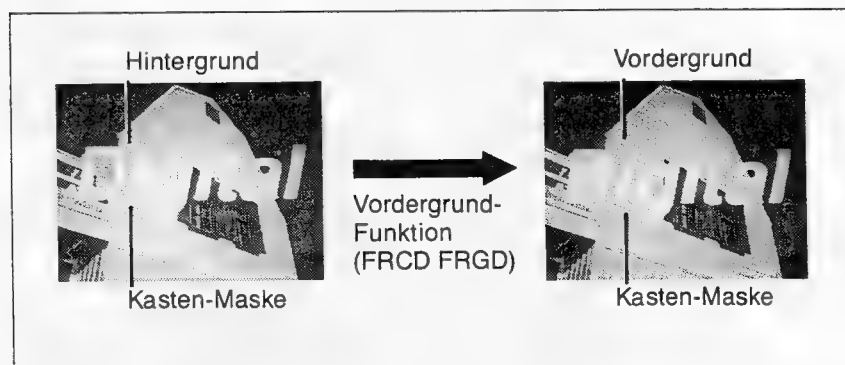 Hintergrund
Kasten-Maske
Vordergrund-
Funktion
(FRCD FRGD)
Vordergrund
Kasten-Maske